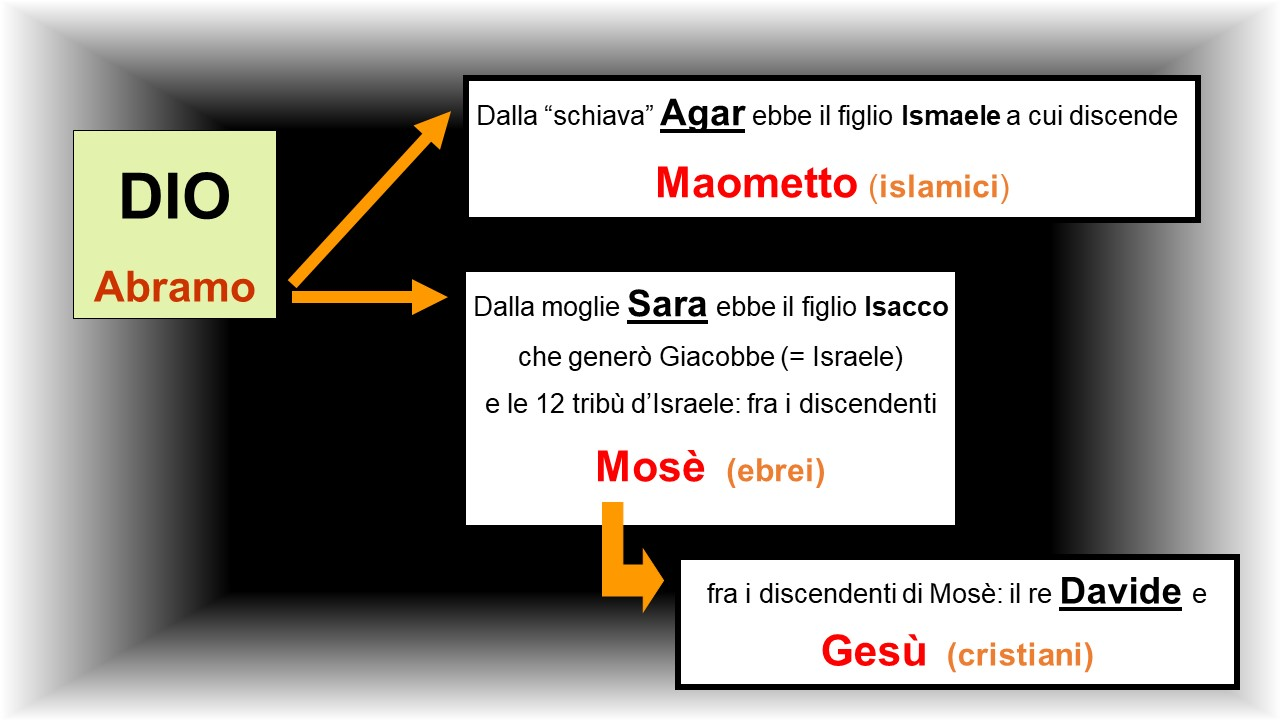 DIO
Abramo
Dalla “schiava” Agar ebbe il figlio Ismaele a cui discende
Maometto (islamici)
Dalla moglie Sara ebbe il figlio Isacco
che generò Giacobbe (= Israele)
e le 12 tribù d’Israele: fra i discendenti
Mosè (ebrei)
fra i discendenti di Mosè: il re Davide e
Gesù (cristiani)